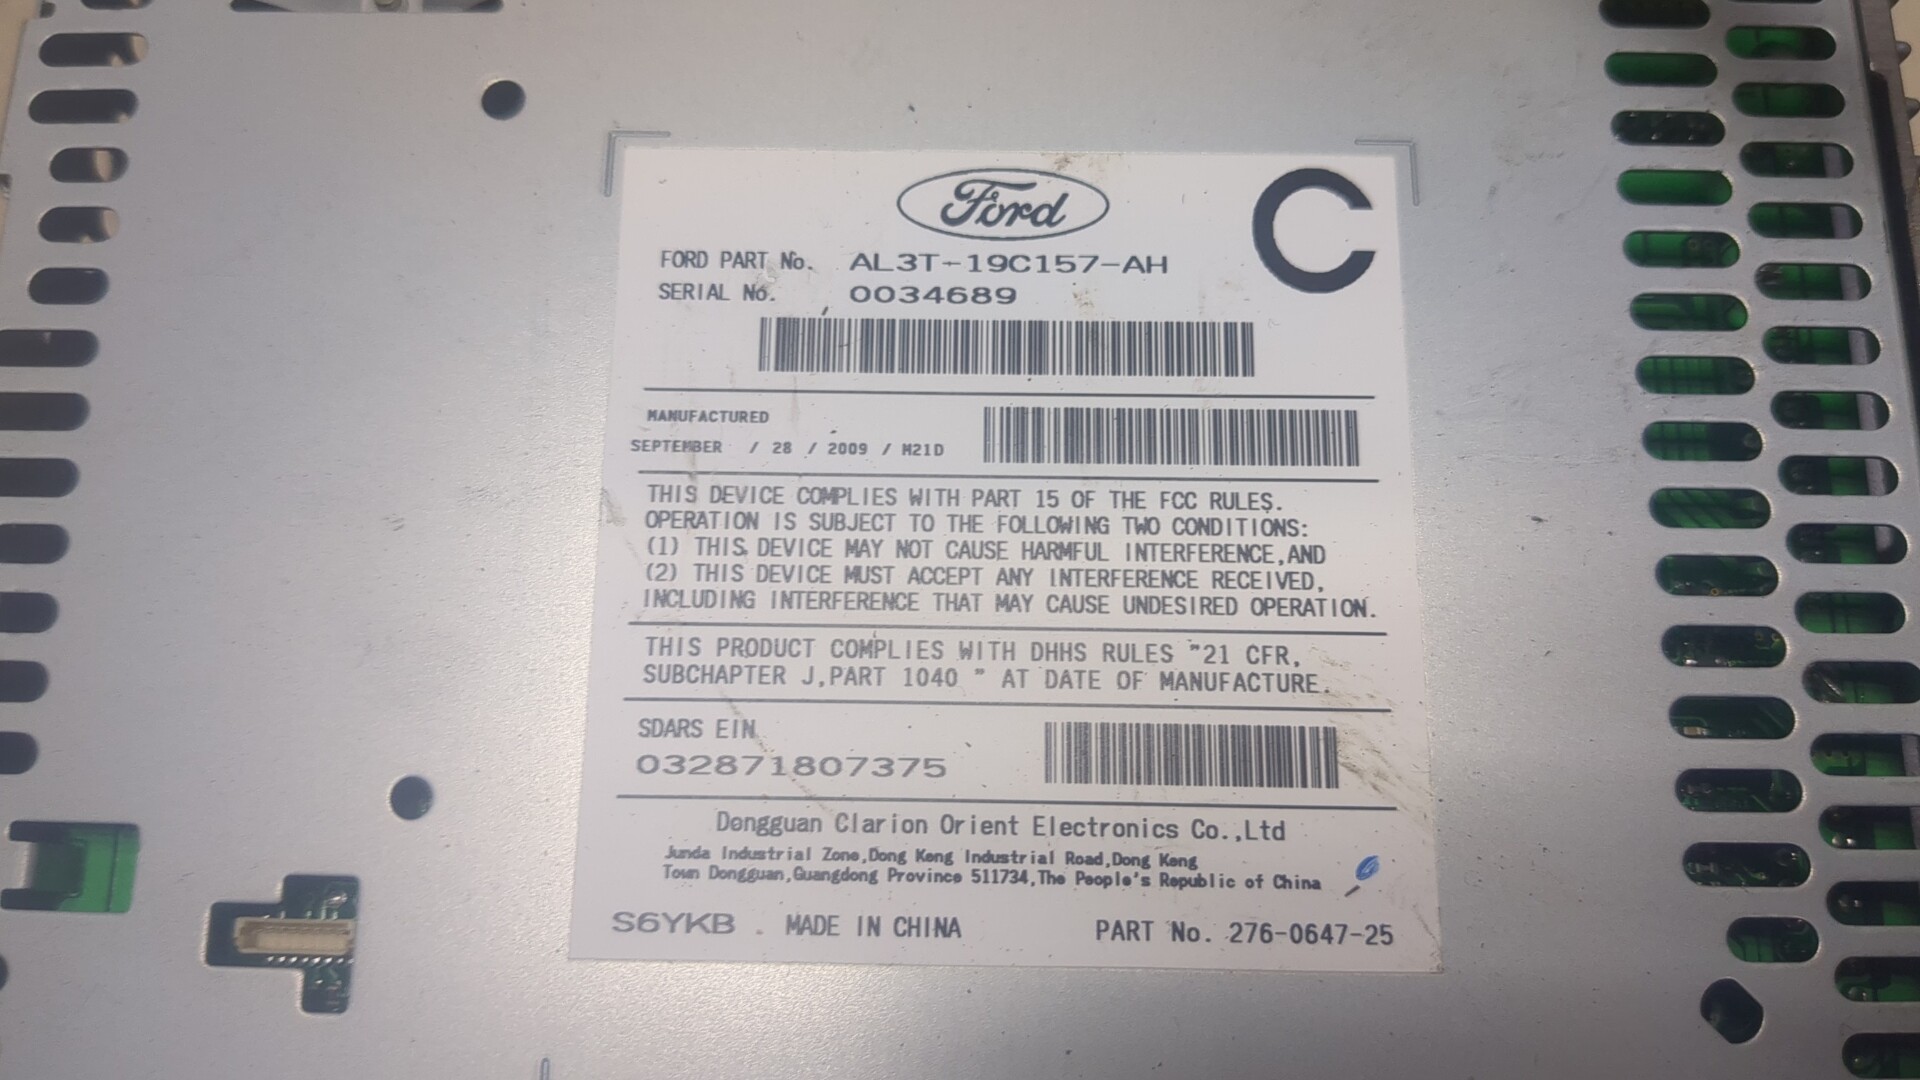 Ford
C
FORD PART No. AL3T-19C157-AH
SERIAL No. 0034689
MANUFACTURED
SEPTEMBER / 28 / 2009 / M21D
THIS DEVICE COMPLIES WITH PART 15 OF THE FCC RULES.
OPERATION IS SUBJECT TO THE FOLLOWING TWO CONDITIONS:
(1) THIS DEVICE MAY NOT CAUSE HARMFUL INTERFERENCE,AND
(2) THIS DEVICE MUST ACCEPT ANY INTERFERENCE RECEIVED,
INCLUDING INTERFERENCE THAT MAY CAUSE UNDESIRED OPERATION.
THIS PRODUCT COMPLIES WITH DHHS RULES "21 CFR,
SUBCHAPTER J,PART 1040 " AT DATE OF MANUFACTURE.
SDARS EIN
032871807375
Dongguan Clarion Orient Electronics Co.,Ltd
Junda Industrial Zone,Dong Keng Industrial Road,Dong Keng
Town Dongguan,Guangdong Province 511734,The People's Republic of China
S6YKB . MADE IN CHINA PART No. 276-0647-25